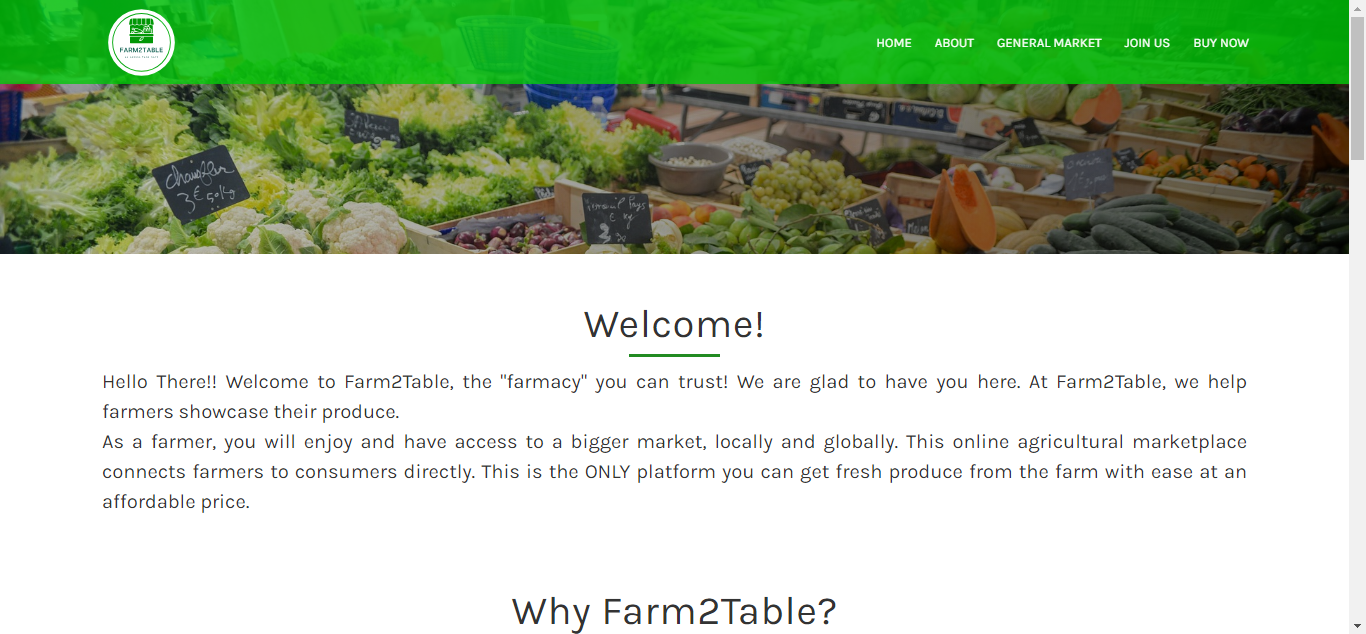 FARM2TABLE
HOME
ABOUT
GENERAL MARKET
JOIN US
BUY NOW
3 €
Welcome!
Hello There!! Welcome to Farm2Table, the "farmacy" you can trust! We are glad to have you here. At Farm2Table, we help
farmers showcase their produce.
As a farmer, you will enjoy and have access to a bigger market, locally and globally. This online agricultural marketplace
connects farmers to consumers directly. This is the ONLY platform you can get fresh produce from the farm with ease at an
affordable price.
Why Farm2Table?